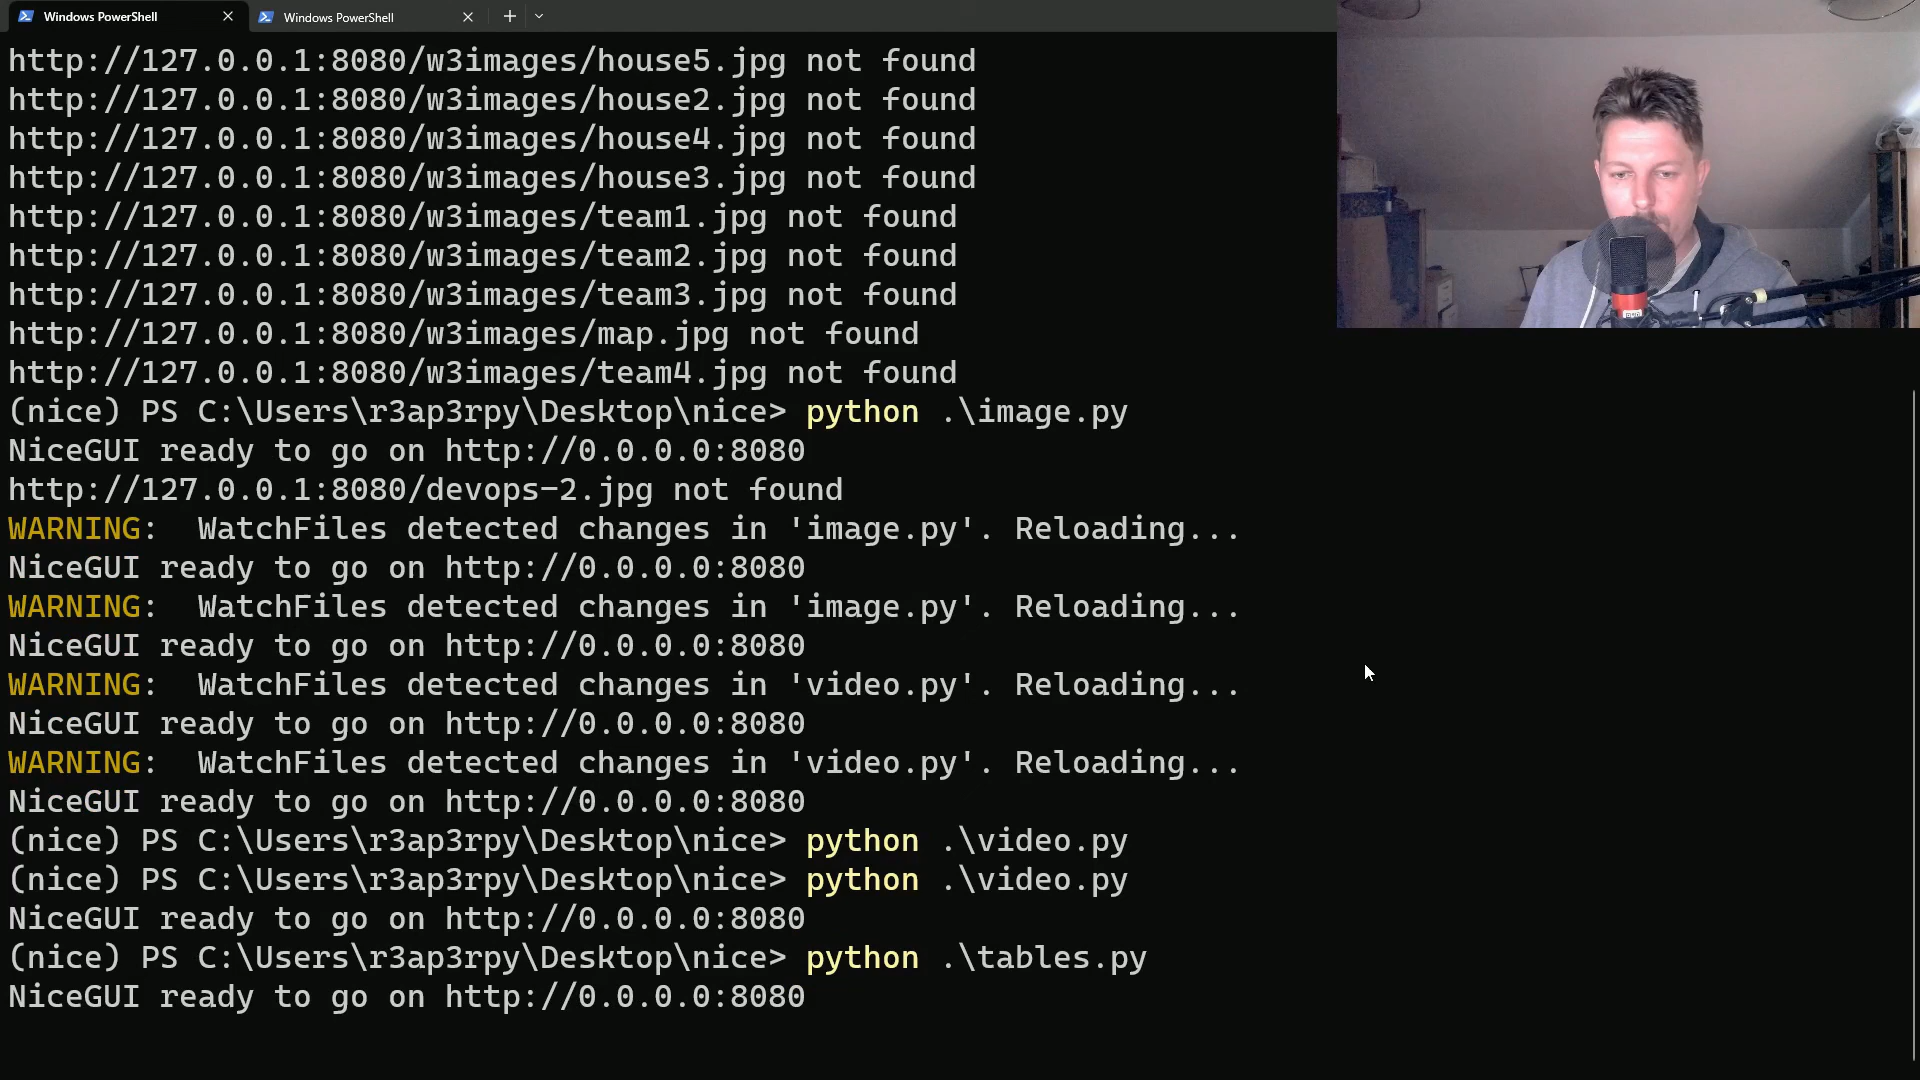 Windows PowerShell
Windows PowerShell
http://127.0.0.1:8080/w3images/house5.jpg not found
http://127.0.0.1:8080/w3images/house2.jpg not found
http://127.0.0.1:8080/w3images/house4.jpg not found
http://127.0.0.1:8080/w3images/house3.jpg not found
http://127.0.0.1:8080/w3images/team1.jpg not found
http://127.0.0.1:8080/w3images/team2.jpg not found
http://127.0.0.1:8080/w3images/team3.jpg not found
http://127.0.0.1:8080/w3images/map.jpg not found
http://127.0.0.1:8080/w3images/team4.jpg not found
(nice) PS C:\Users\r3ap3rpy\Desktop\nice> python .\image.py
NiceGUI ready to go on http://0.0.0.0:8080
http://127.0.0.1:8080/devops-2.jpg not found
WARNING:  WatchFiles detected changes in 'image.py'. Reloading...
NiceGUI ready to go on http://0.0.0.0:8080
WARNING:  WatchFiles detected changes in 'image.py'. Reloading...
NiceGUI ready to go on http://0.0.0.0:8080
WARNING:  WatchFiles detected changes in 'video.py'. Reloading...
NiceGUI ready to go on http://0.0.0.0:8080
WARNING:  WatchFiles detected changes in 'video.py'. Reloading...
NiceGUI ready to go on http://0.0.0.0:8080
(nice) PS C:\Users\r3ap3rpy\Desktop\nice> python .\video.py
(nice) PS C:\Users\r3ap3rpy\Desktop\nice> python .\video.py
NiceGUI ready to go on http://0.0.0.0:8080
(nice) PS C:\Users\r3ap3rpy\Desktop\nice> python .\tables.py
NiceGUI ready to go on http://0.0.0.0:8080